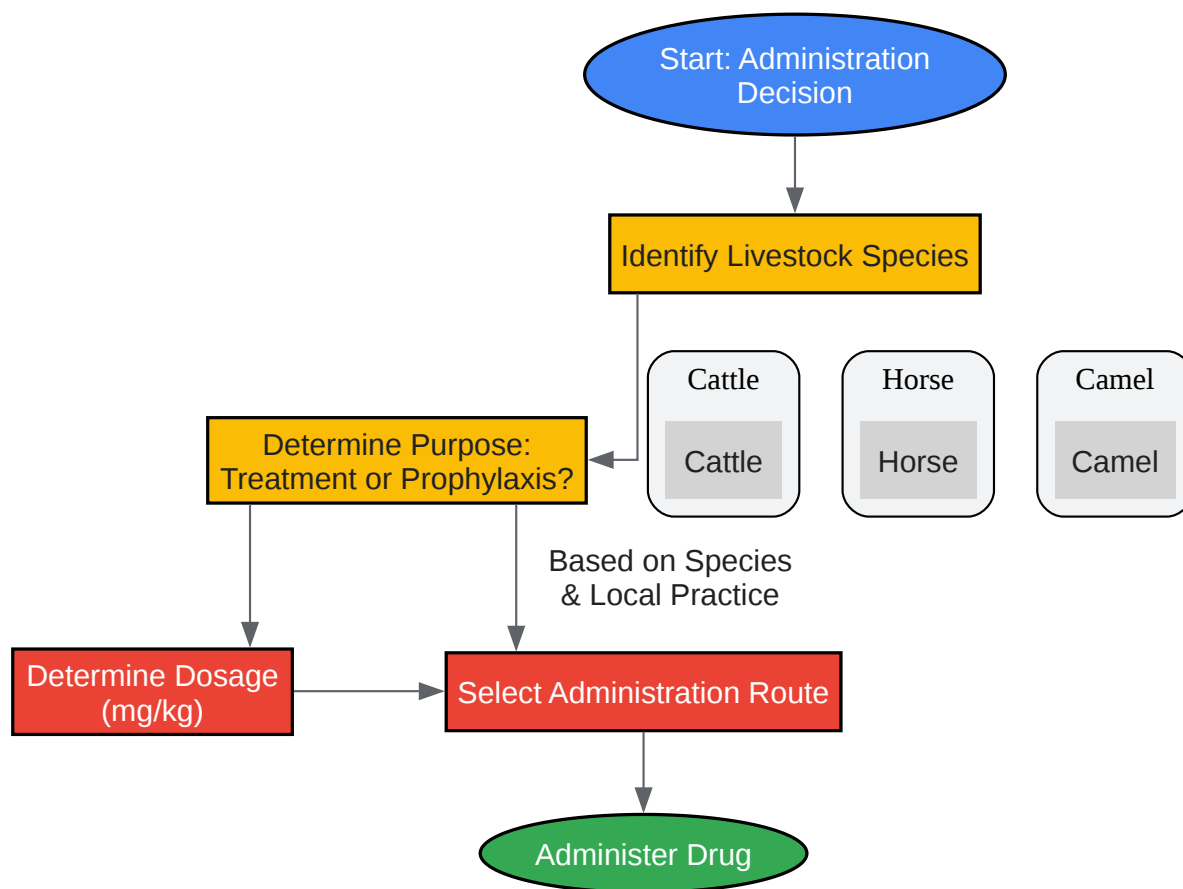 Start: Administration
Decision
Identify Livestock Species
Cattle
Horse
Camel
Cattle
Horse
Camel
Determine Purpose:
Treatment or Prophylaxis?
Based on Species
& Local Practice
Determine Dosage
(mg/kg)
Select Administration Route
Administer Drug